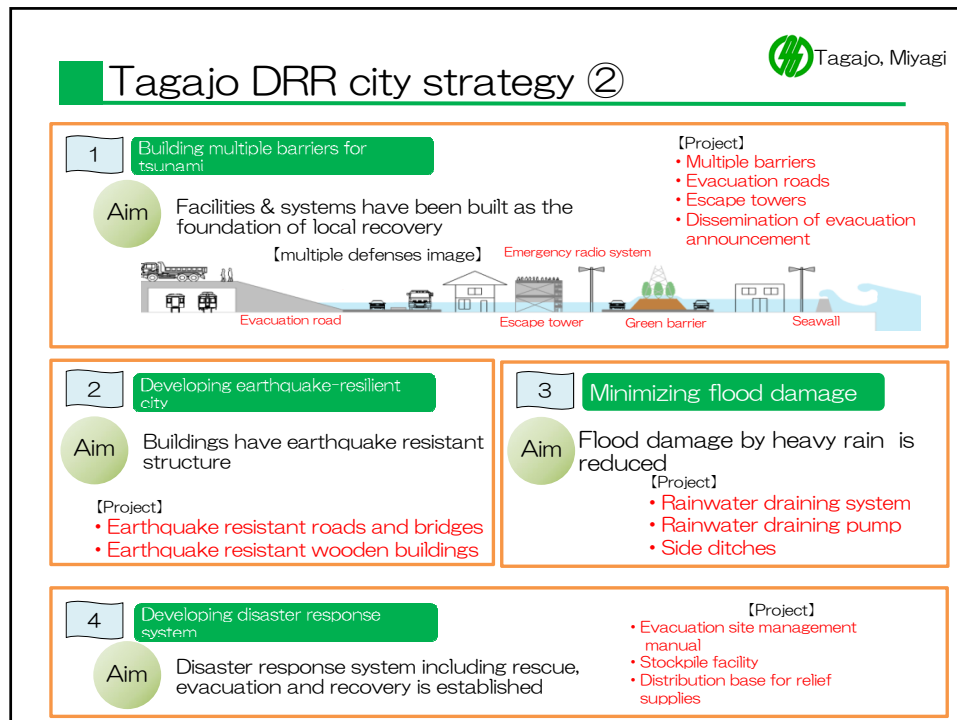 Tagajo DRR city strategy ②
Tagajo, Miyagi
1
Building multiple barriers for
tsunami
Aim
Facilities & systems have been built as the
foundation of local recovery
【Project】
• Multiple barriers
• Evacuation roads
• Escape towers
• Dissemination of evacuation
announcement
【multiple defenses image】
Emergency radio system
Evacuation road
Escape tower
Green barrier
Seawall
2
Developing earthquake-resilient
city
Aim
Buildings have earthquake resistant
structure
【Project】
• Earthquake resistant roads and bridges
• Earthquake resistant wooden buildings
3
Minimizing flood damage
Aim
Flood damage by heavy rain is
reduced
【Project】
• Rainwater draining system
• Rainwater draining pump
• Side ditches
4
Developing disaster response
system
Aim
Disaster response system including rescue,
evacuation and recovery is established
【Project】
• Evacuation site management
manual
• Stockpile facility
• Distribution base for relief
supplies